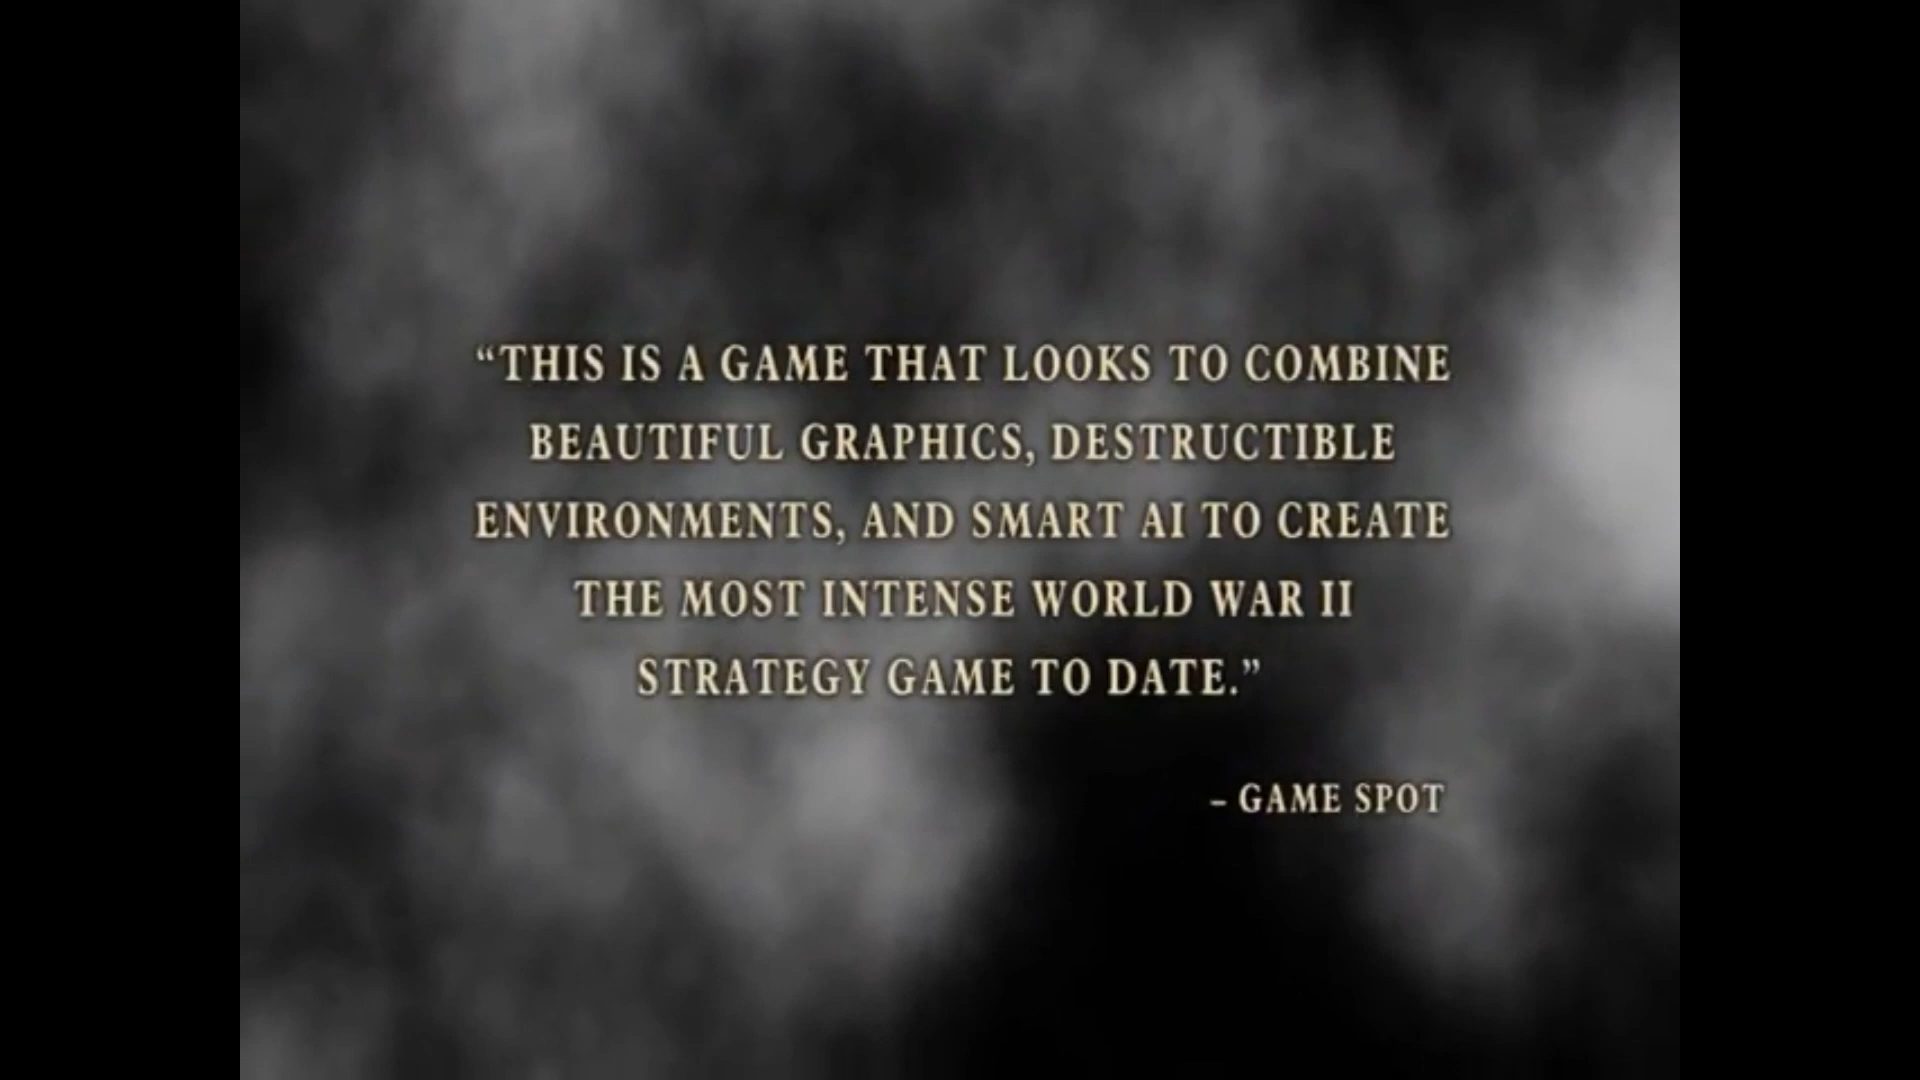 “THIS IS A GAME THAT LOOKS TO COMBINE
BEAUTIFUL GRAPHICS, DESTRUCTIBLE
ENVIRONMENTS, AND SMART AI TO CREATE
THE MOST INTENSE WORLD WAR II
STRATEGY GAME TO DATE.”
– GAME SPOT